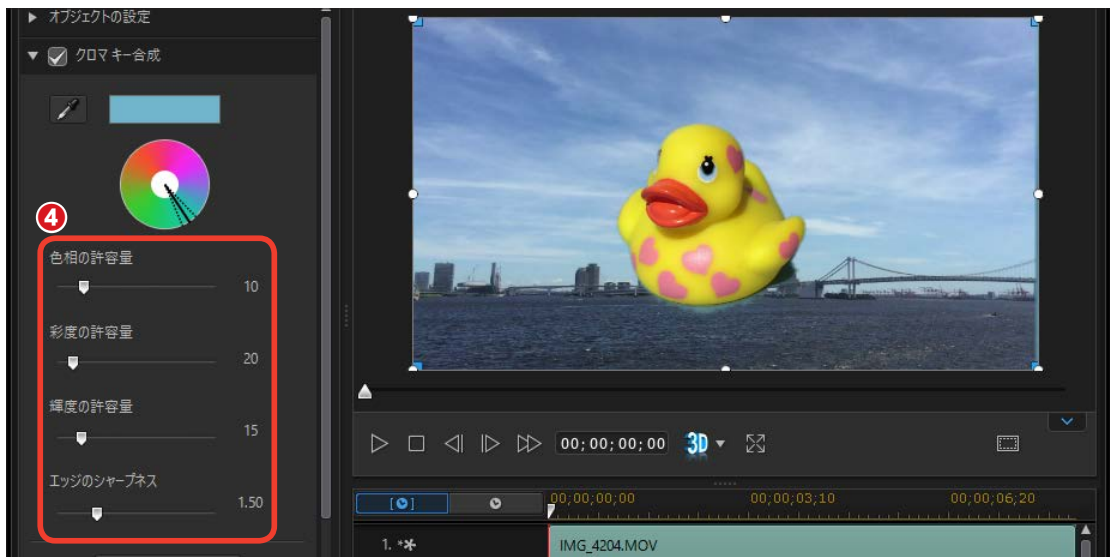 オブジェクトの設定
クロマ キー合成
4
色相の許容量
10
彩度の許容量
20
輝度の許容量
15
エッジのシャープネス
1.50
00;00;00;00
3D
00;00;00;00
00;00;03;10
00;00;06;20
1.
IMG_4204.MOV